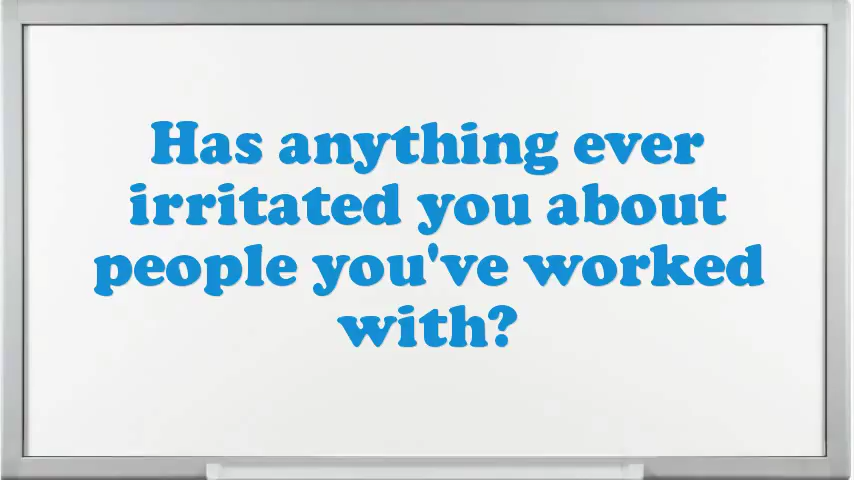 Has anything ever
irritated you about
people you've worked
with?